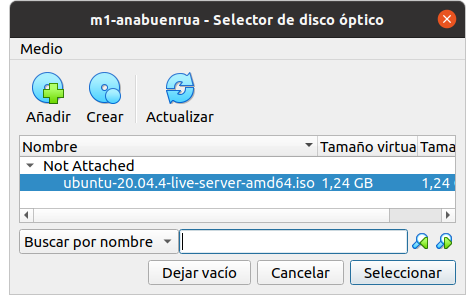 m1-anabuenrua - Selector de disco óptico
Medio
Añadir Crear Actualizar
Nombre Tamaño virtua Tama
Not Attached
ubuntu-20.04.4-live-server-amd64.iso 1,24 GB 1,24
Buscar por nombre
Dejar vacío Cancelar Seleccionar